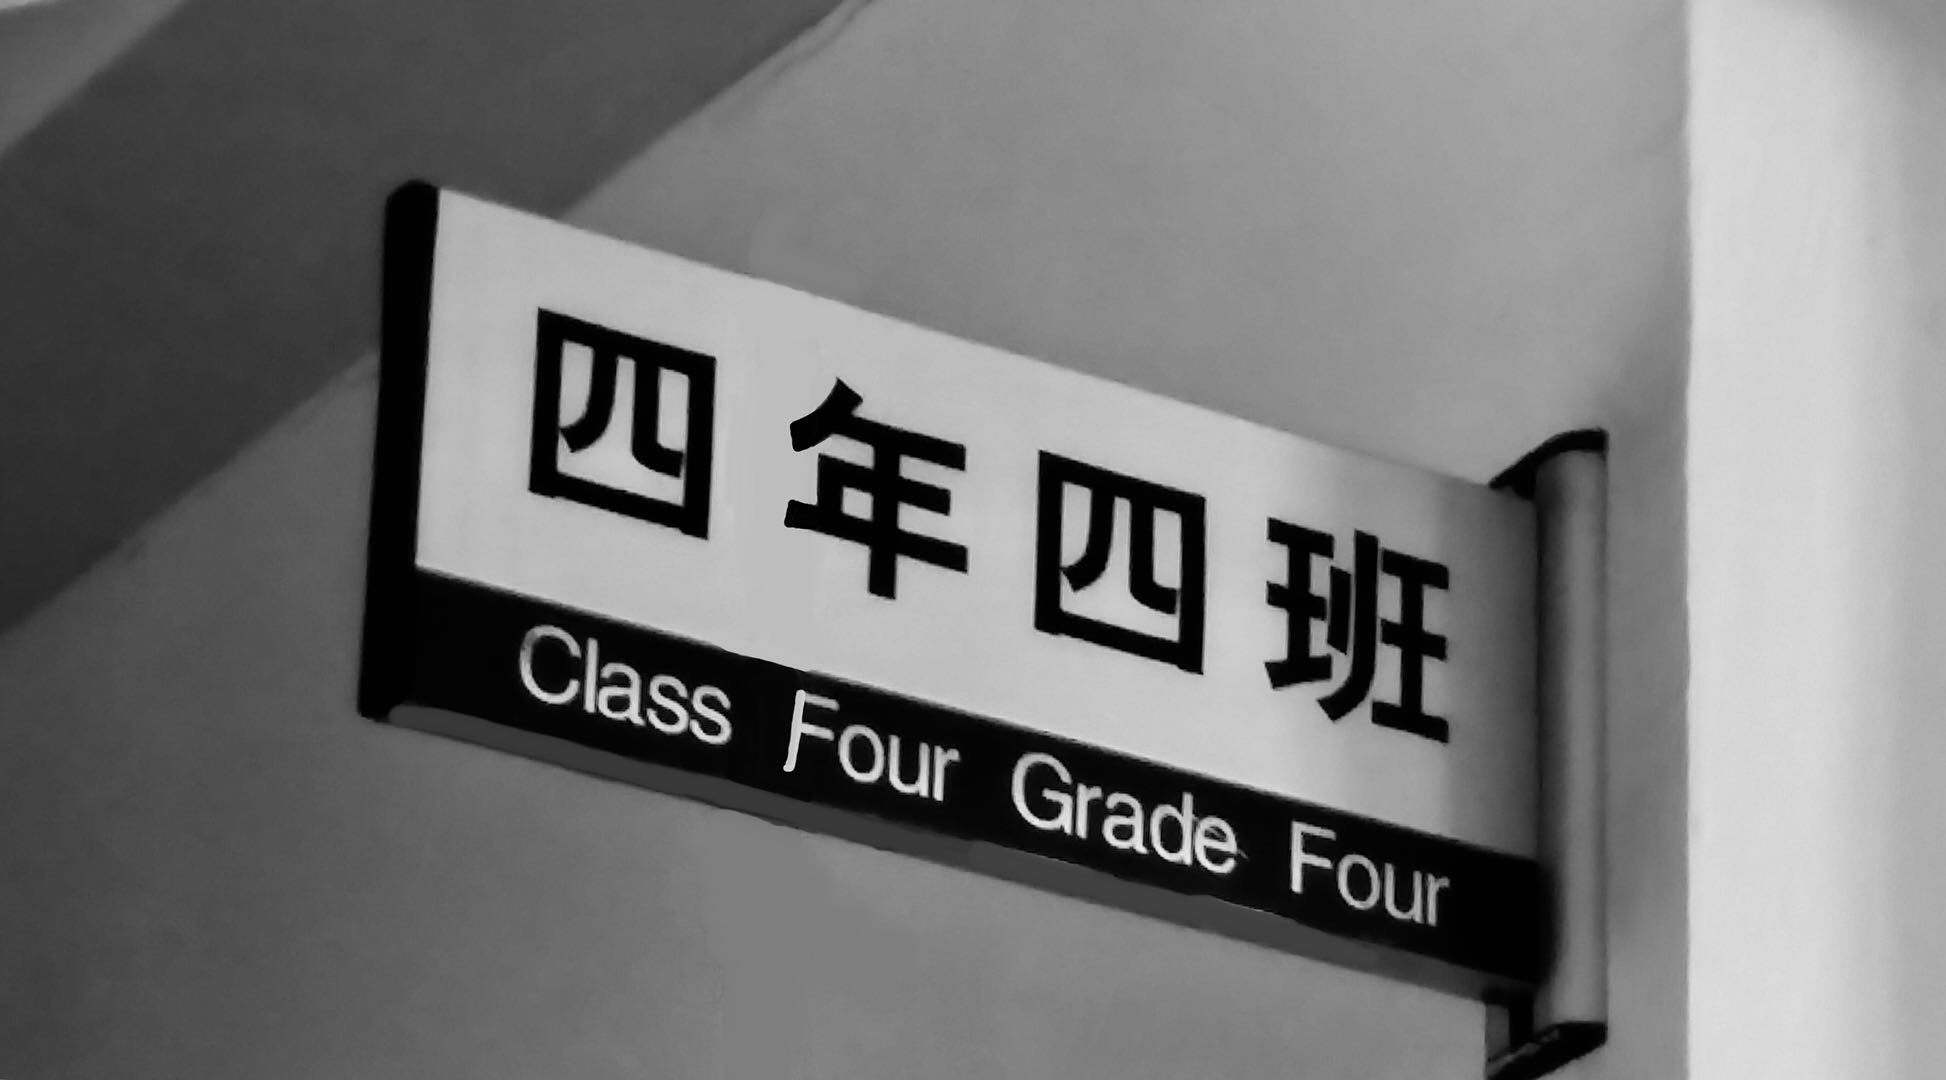 四年四班
Class Four Grade Four